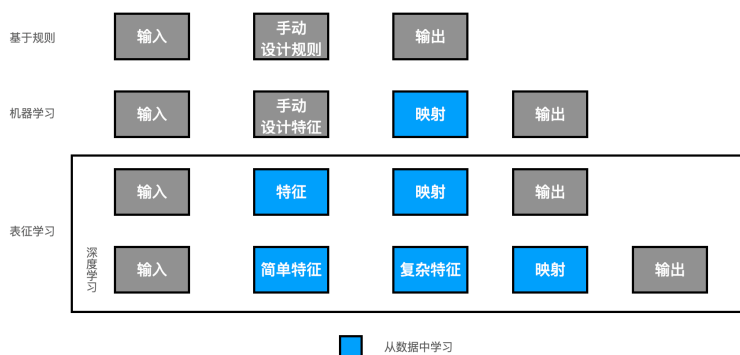 基于规则
输入
手动
设计规则
输出
机器学习
输入
手动
设计特征
映射
输出
表征学习
输入
特征
映射
输出
深度学习
输入
简单特征
复杂特征
映射
输出
从数据中学习